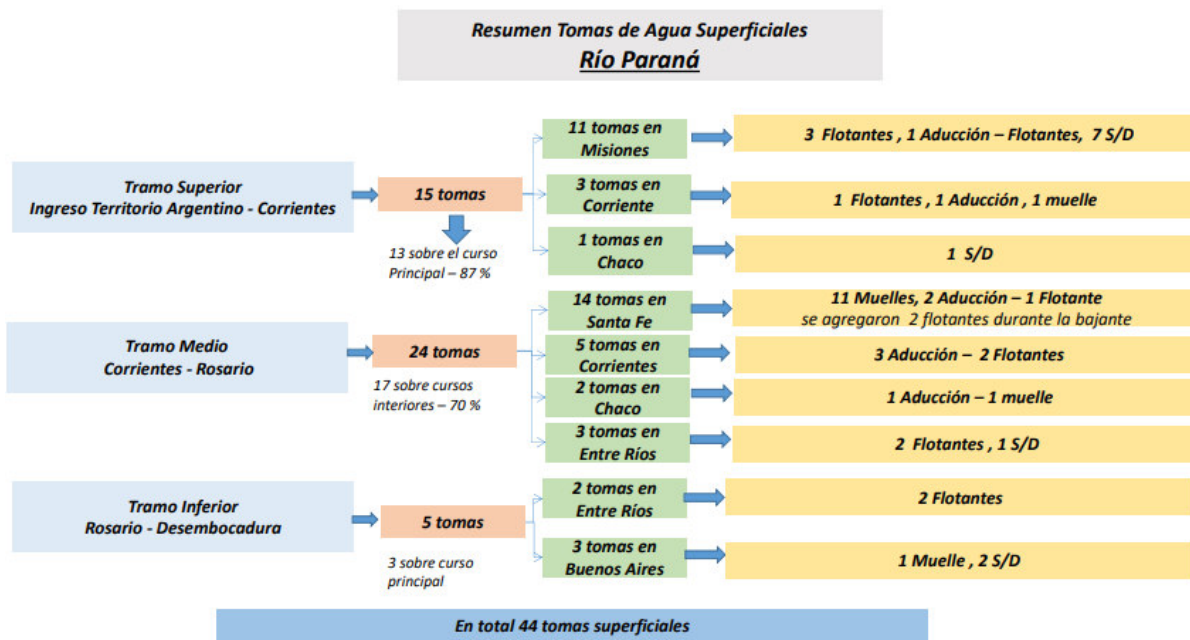 Resumen Tomas de Agua Superficiales
Río Paraná
Tramo Superior
Ingreso Territorio Argentino - Corrientes
15 tomas
13 sobre el curso
Principal – 87 %
11 tomas en
Misiones
3 Flotantes , 1 Aducción – Flotantes, 7 S/D
3 tomas en
Corriente
1 Flotantes , 1 Aducción , 1 muelle
1 tomas en
Chaco
1 S/D
Tramo Medio
Corrientes - Rosario
24 tomas
17 sobre cursos
interiores – 70 %
14 tomas en
Santa Fe
11 Muelles, 2 Aducción – 1 Flotante
se agregaron 2 flotantes durante la bajante
5 tomas en
Corrientes
3 Aducción – 2 Flotantes
2 tomas en
Chaco
1 Aducción – 1 muelle
3 tomas en
Entre Ríos
2 Flotantes , 1 S/D
Tramo Inferior
Rosario - Desembocadura
5 tomas
3 sobre curso
principal
2 tomas en
Entre Ríos
2 Flotantes
3 tomas en
Buenos Aires
1 Muelle , 2 S/D
En total 44 tomas superficiales